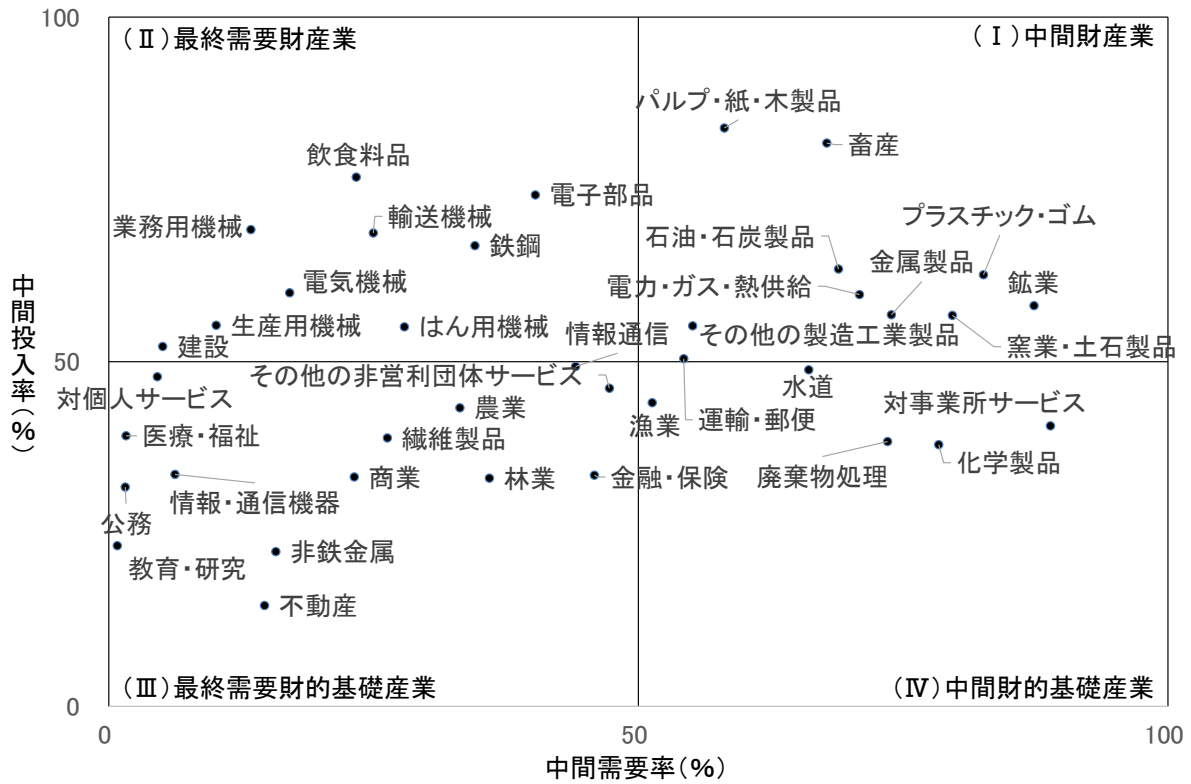 100
(Ⅱ)最終需要財産業
(Ⅰ)中間財産業
パルプ・紙・木製品
畜産
飲食料品
電子部品
業務用機械
輸送機械
鉄鋼
プラスチック・ゴム
石油・石炭製品
金属製品
電気機械
電力・ガス・熱供給
鉱業
生産用機械
はん用機械
情報通信
その他の製造工業製品
窯業・土石製品
建設
50
その他の非営利団体サービス
水道
対個人サービス
農業
漁業
運輸・郵便
対事業所サービス
医療・福祉
繊維製品
廃棄物処理
化学製品
情報・通信機器
商業
林業
金融・保険
公務
教育・研究
非鉄金属
不動産
(Ⅲ)最終需要財的基礎産業
(Ⅳ)中間財的基礎産業
0
0
50
100
中間投入率(%)
中間需要率(%)